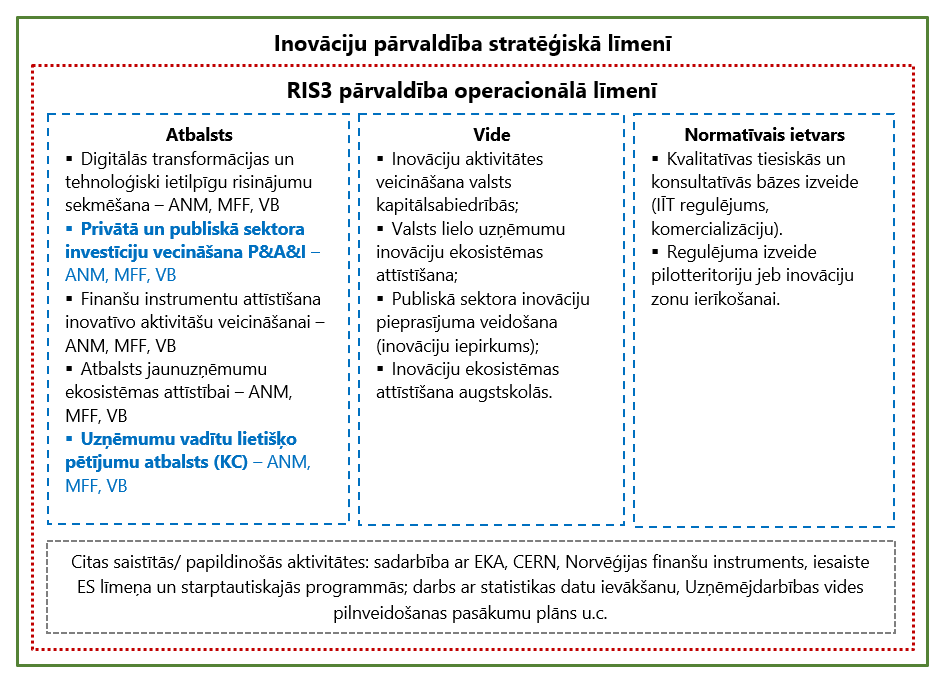 Inovāciju pārvaldība stratēģiskā līmenī
RIS3 pārvaldība operacionālā līmenī
Atbalsts
▪ Digitālās transformācijas un
tehnoloģiski ietilpīgu risinājumu
sekmēšana – ANM, MFF, VB
▪ Privātā un publiskā sektora
investīciju vecināšana P&A&I –
ANM, MFF, VB
▪ Finanšu instrumentu attīstīšana
inovatīvo aktivitāšu veicināšanai –
ANM, MFF, VB
▪ Atbalsts jaunuzņēmumu
ekosistēmas attīstībai – ANM,
MFF, VB
▪ Uzņēmumu vadītu lietišķo
pētījumu atbalsts (KC) – ANM,
MFF, VB
Vide
▪ Inovāciju aktivitātes
veicināšana valsts
kapitālsabiedrībās;
▪ Valsts lielo uzņēmumu
inovāciju ekosistēmas
attīstīšana;
▪ Publiskā sektora inovāciju
pieprasījuma veidošana
(inovāciju iepirkums);
▪ Inovāciju ekosistēmas
attīstīšana augstskolās.
Normatīvais ietvars
▪ Kvalitatīvas tiesiskās un
konsultatīvās bāzes izveide
(IĪT regulējums,
komercializāciju).
▪ Regulējuma izveide
pilotteritoriju jeb inovāciju
zonu ierīkošanai.
Citas saistītās/ papildinošās aktivitātes: sadarbība ar EKA, CERN, Norvēģijas finanšu instruments, iesaiste
ES līmeņa un starptautiskajās programmās; darbs ar statistikas datu ievākšanu, Uzņēmējdarbības vides
pilnveidošanas pasākumu plāns u.c.